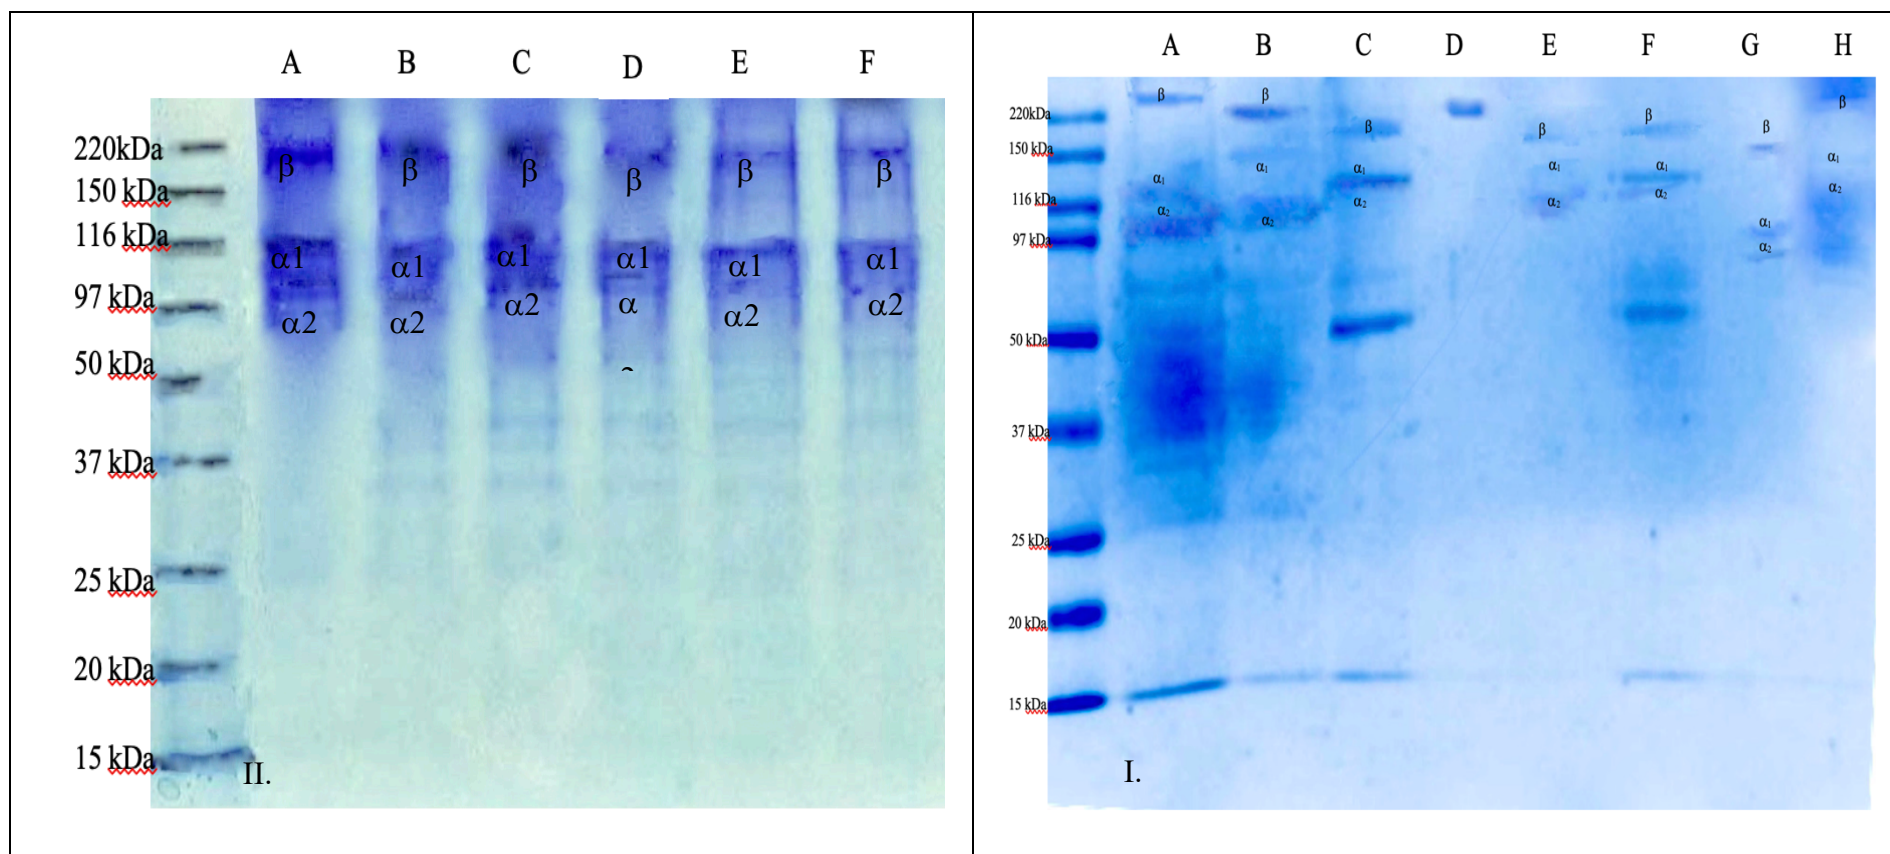 A B C D E F
220kDa
β β β β β β
150 kDa
116 kDa
α1 α1 α1 α1 α1 α1
97 kDa
α2 α2 α2 α α2 α2
50 kDa
37 kDa
25 kDa
20 kDa
15 kDa
II.
A B C D E F G H
β β β β β β β
220kDa
150 kDa
α₁ α₁ α₁ α₁ α₁ α₁ α₁
116 kDa
α₂ α₂ α₂ α₂ α₂ α₂ α₂
97 kDa
50 kDa
37 kDa
25 kDa
20 kDa
15 kDa
I.